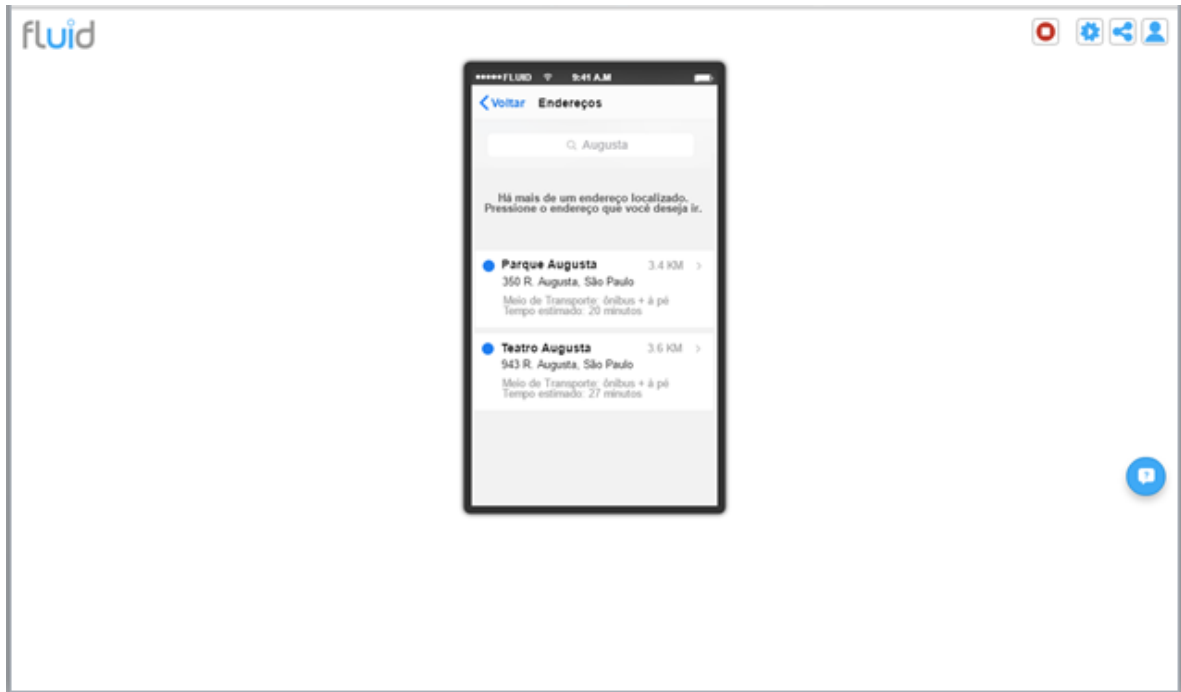 fluid
•••••FLUID 9:41 A.M
Voltar Endereços
Augusta
Há mais de um endereço localizado.
Pressione o endereço que você deseja ir.
Parque Augusta 3.4 KM
350 R. Augusta, São Paulo
Meio de Transporte: ônibus + à pé
Tempo estimado: 20 minutos
Teatro Augusta 3.6 KM
943 R. Augusta, São Paulo
Meio de Transporte: ônibus + à pé
Tempo estimado: 27 minutos
?